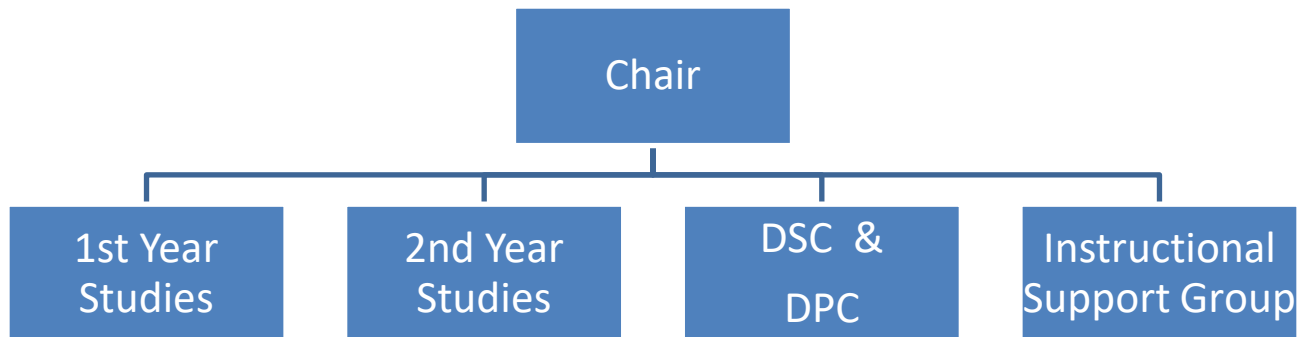 Chair
1st Year
Studies
2nd Year
Studies
DSC &
DPC
Instructional
Support Group